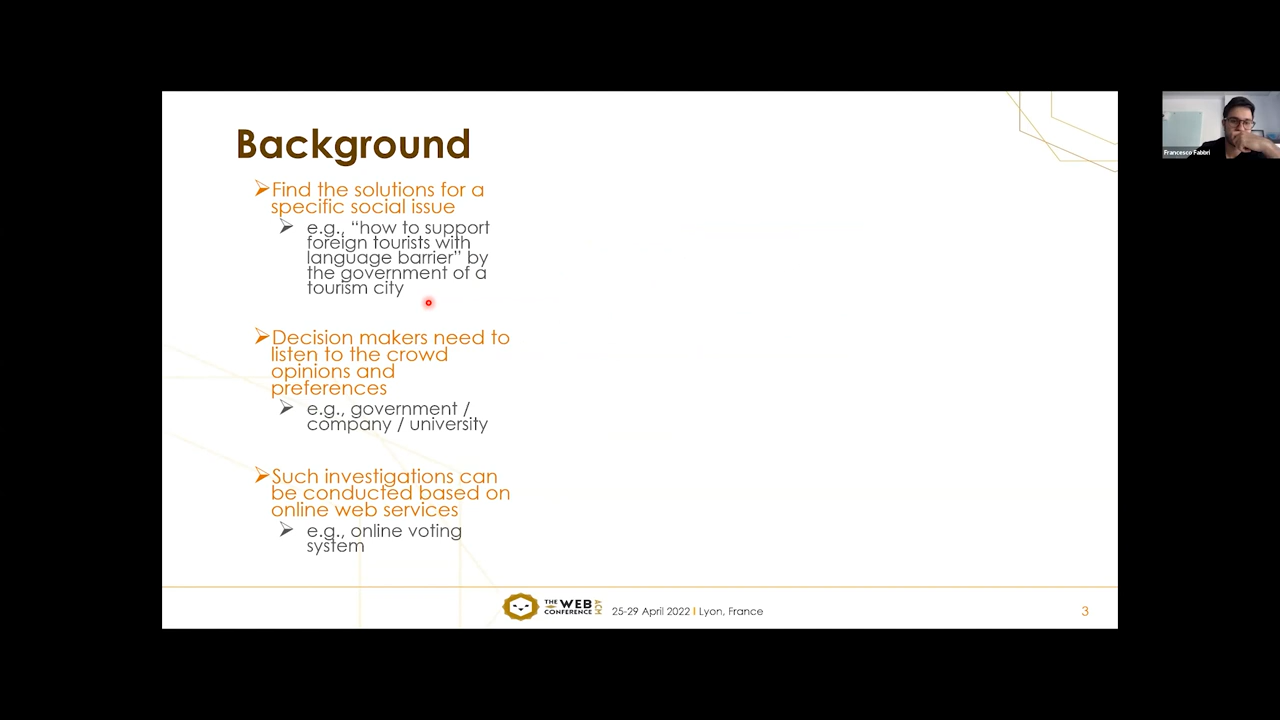 Background
➢Find the solutions for a
specific social issue
➢ e.g., “how to support
foreign tourists with
language barrier” by
the government of a
tourism city
➢Decision makers need to
listen to the crowd
opinions and
preferences
➢ e.g., government /
company / university
➢Such investigations can
be conducted based on
online web services
➢ e.g., online voting
system
THE WEB CONFERENCE ACM
25-29 April 2022 | Lyon, France
3
Francesco Fabbri